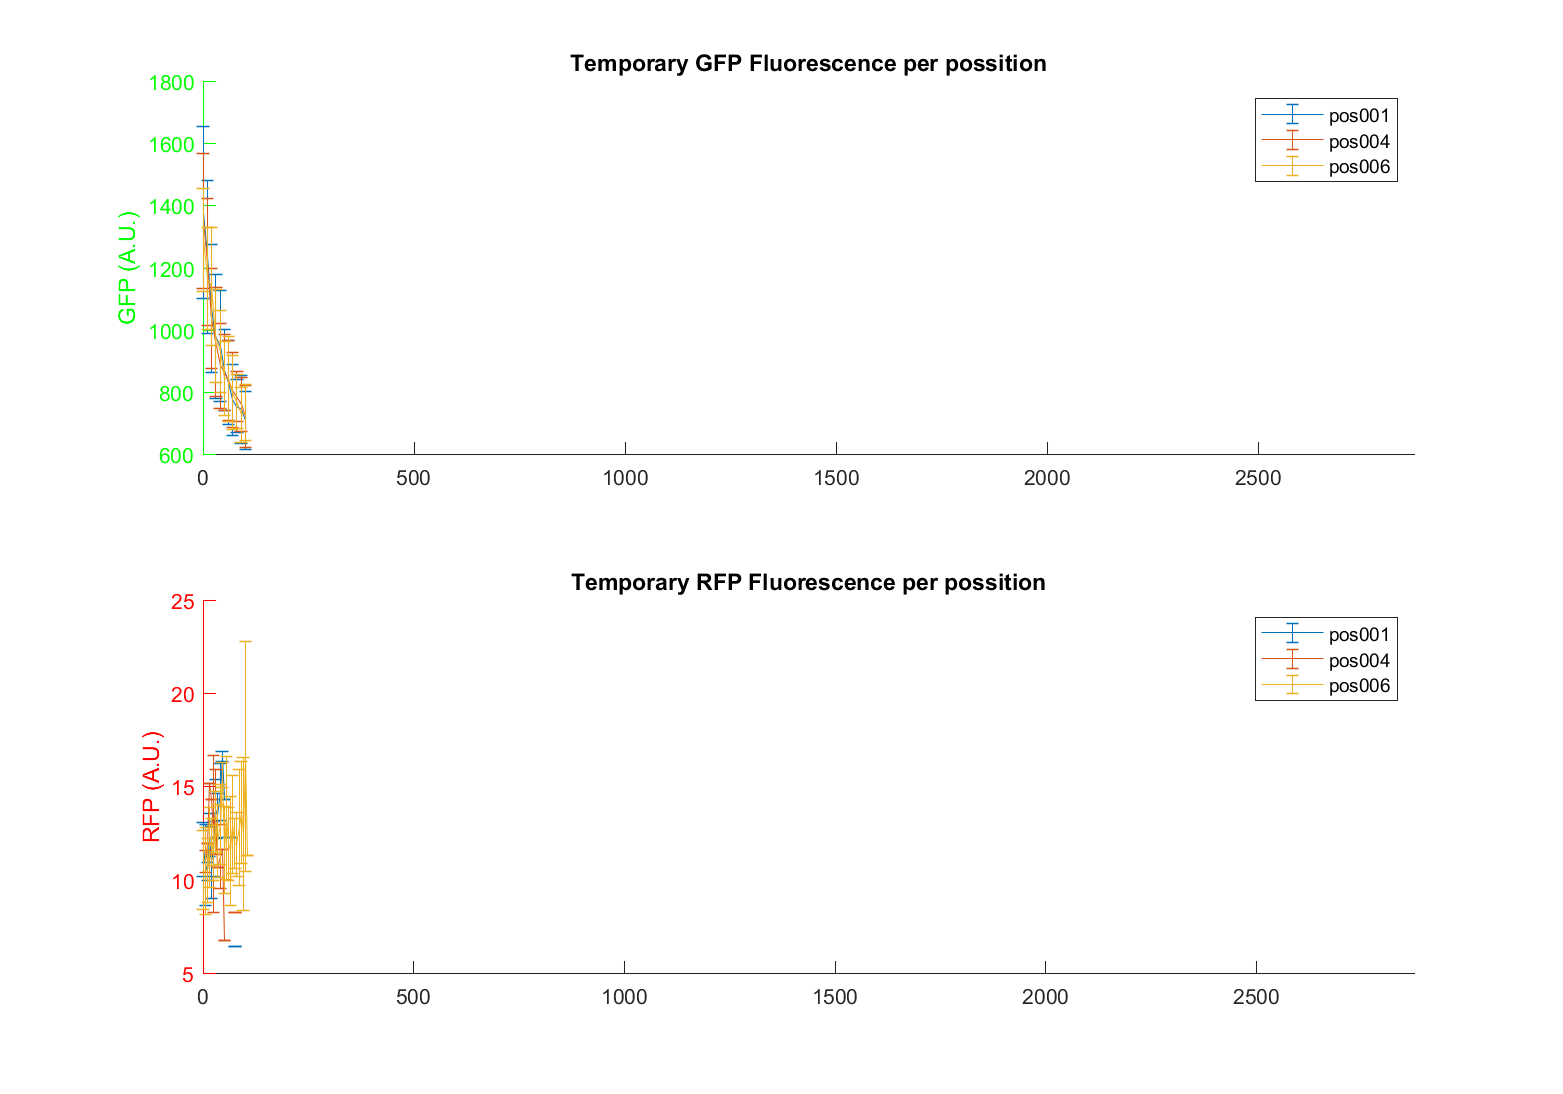 Temporary GFP Fluorescence per possition
1800
1600
1400
1200
1000
800
600
GFP (A.U.)
pos001
pos004
pos006
0 500 1000 1500 2000 2500
Temporary RFP Fluorescence per possition
25
20
15
10
5
RFP (A.U.)
pos001
pos004
pos006
0 500 1000 1500 2000 2500